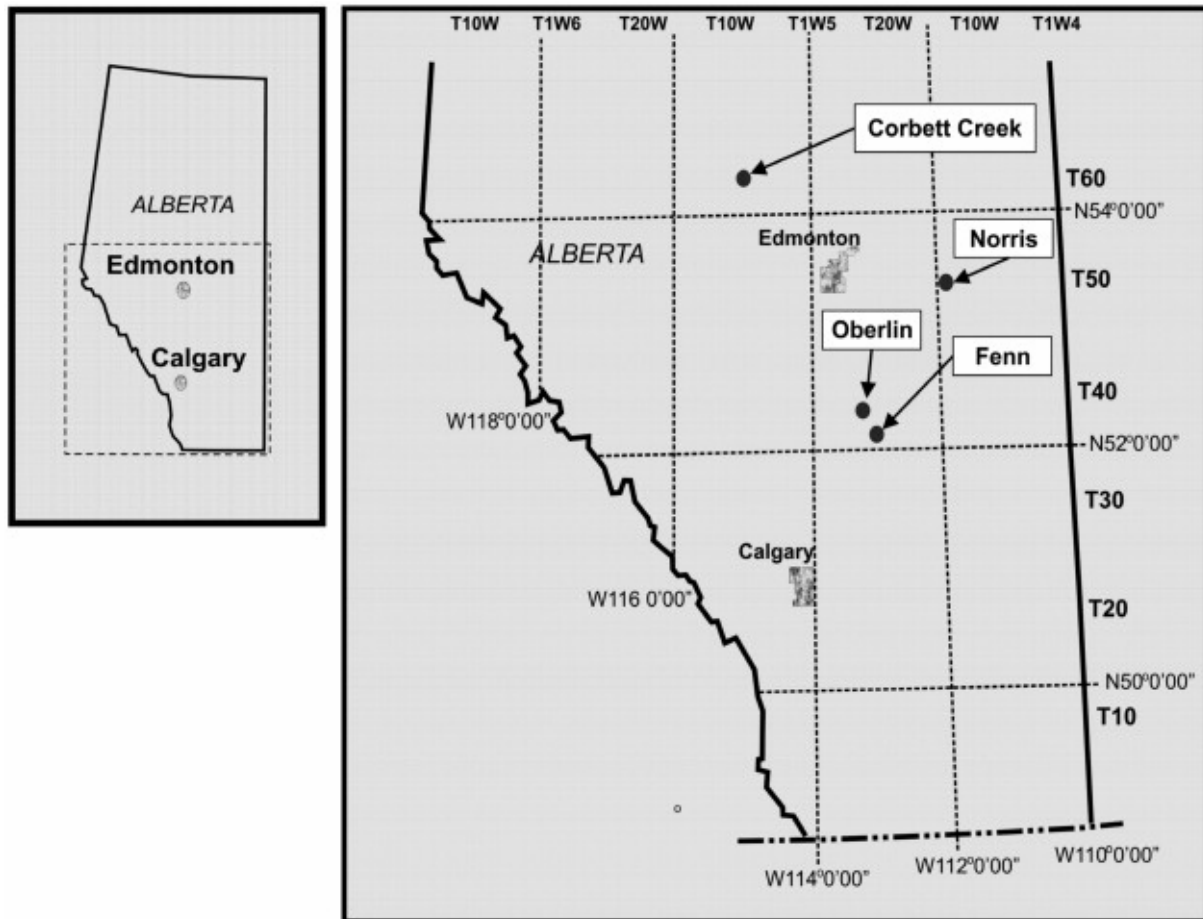 ALBERTA
Edmonton
Calgary
T10W T1W6 T20W T10W T1W5 T20W T10W T1W4
Corbett Creek
T60
N54º0'00"
ALBERTA
Edmonton
Norris
T50
Oberlin
Fenn
T40
W118º0'00"
N52º0'00"
T30
Calgary
W116 0'00"
T20
N50º0'00"
T10
W114º0'00"
W112º0'00"
W110º0'00"